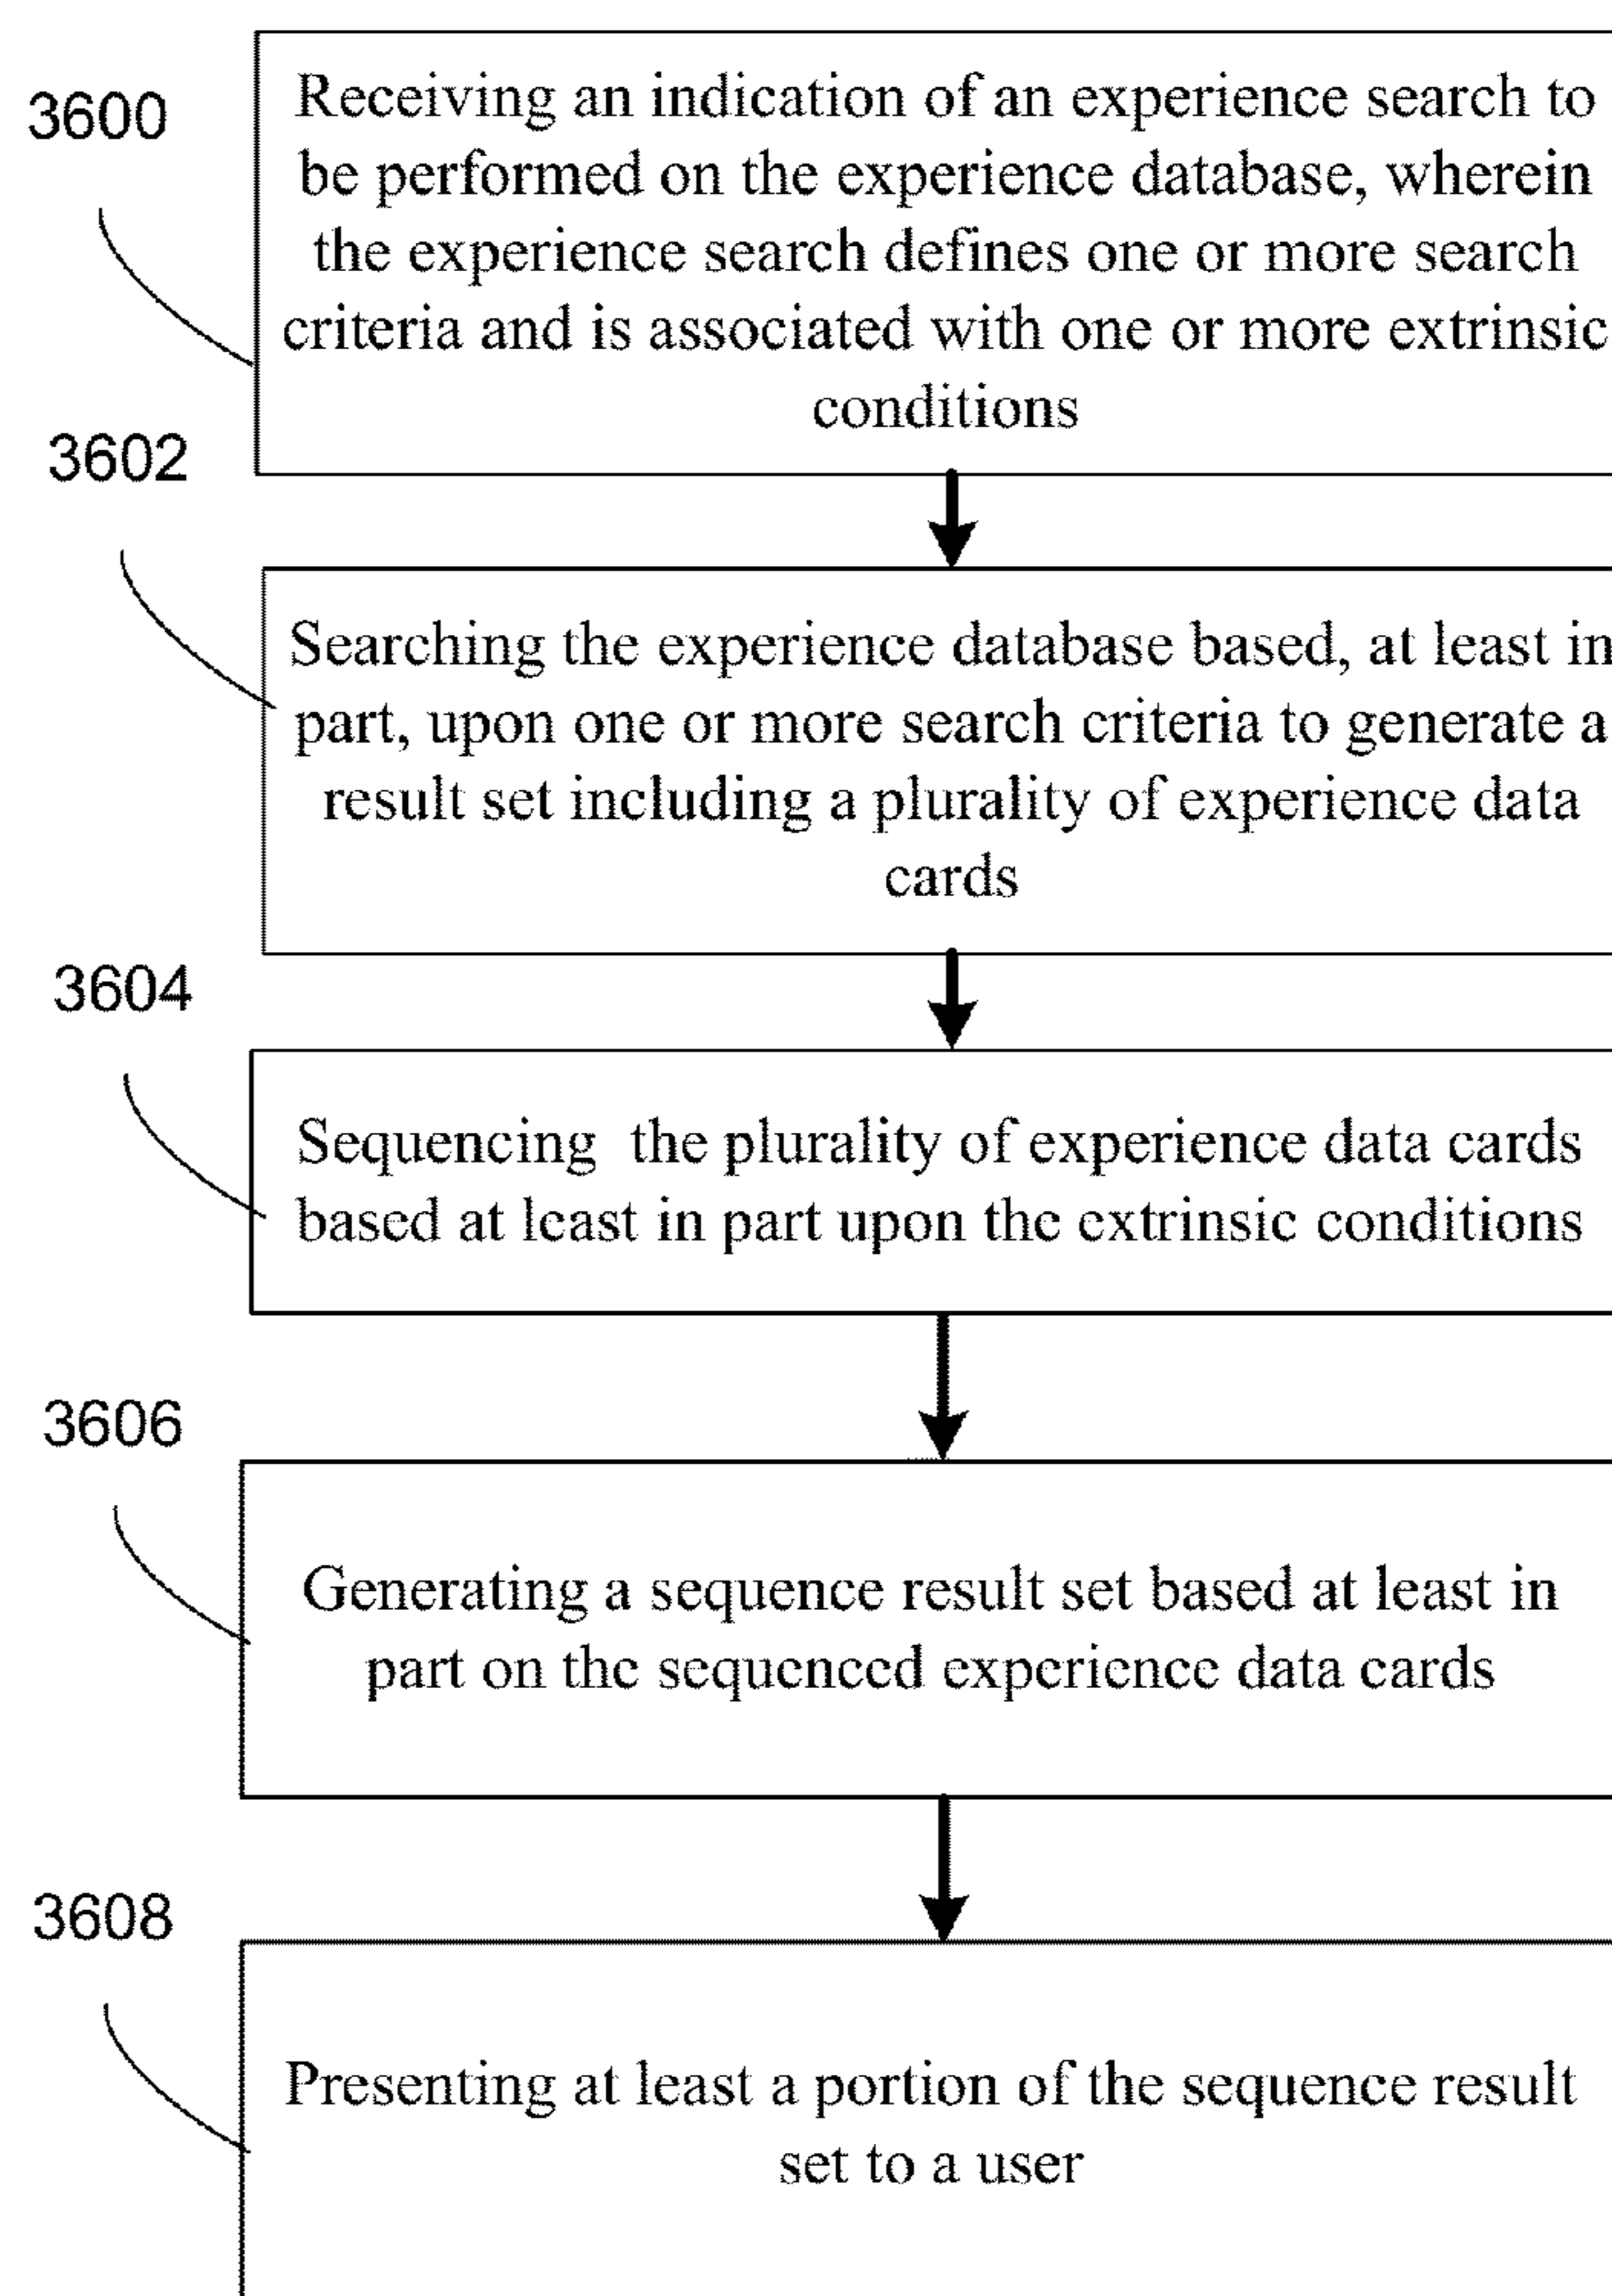 3600
Receiving an indication of an experience search to
be performed on the experience database, wherein
the experience search defines one or more search
criteria and is associated with one or more extrinsic
conditions
3602
Searching the experience database based, at least in
part, upon one or more search criteria to generate a
result set including a plurality of experience data
cards
3604
Sequencing the plurality of experience data cards
based at least in part upon the extrinsic conditions
3606
Generating a sequence result set based at least in
part on the sequenced experience data cards
3608
Presenting at least a portion of the sequence result
set to a user